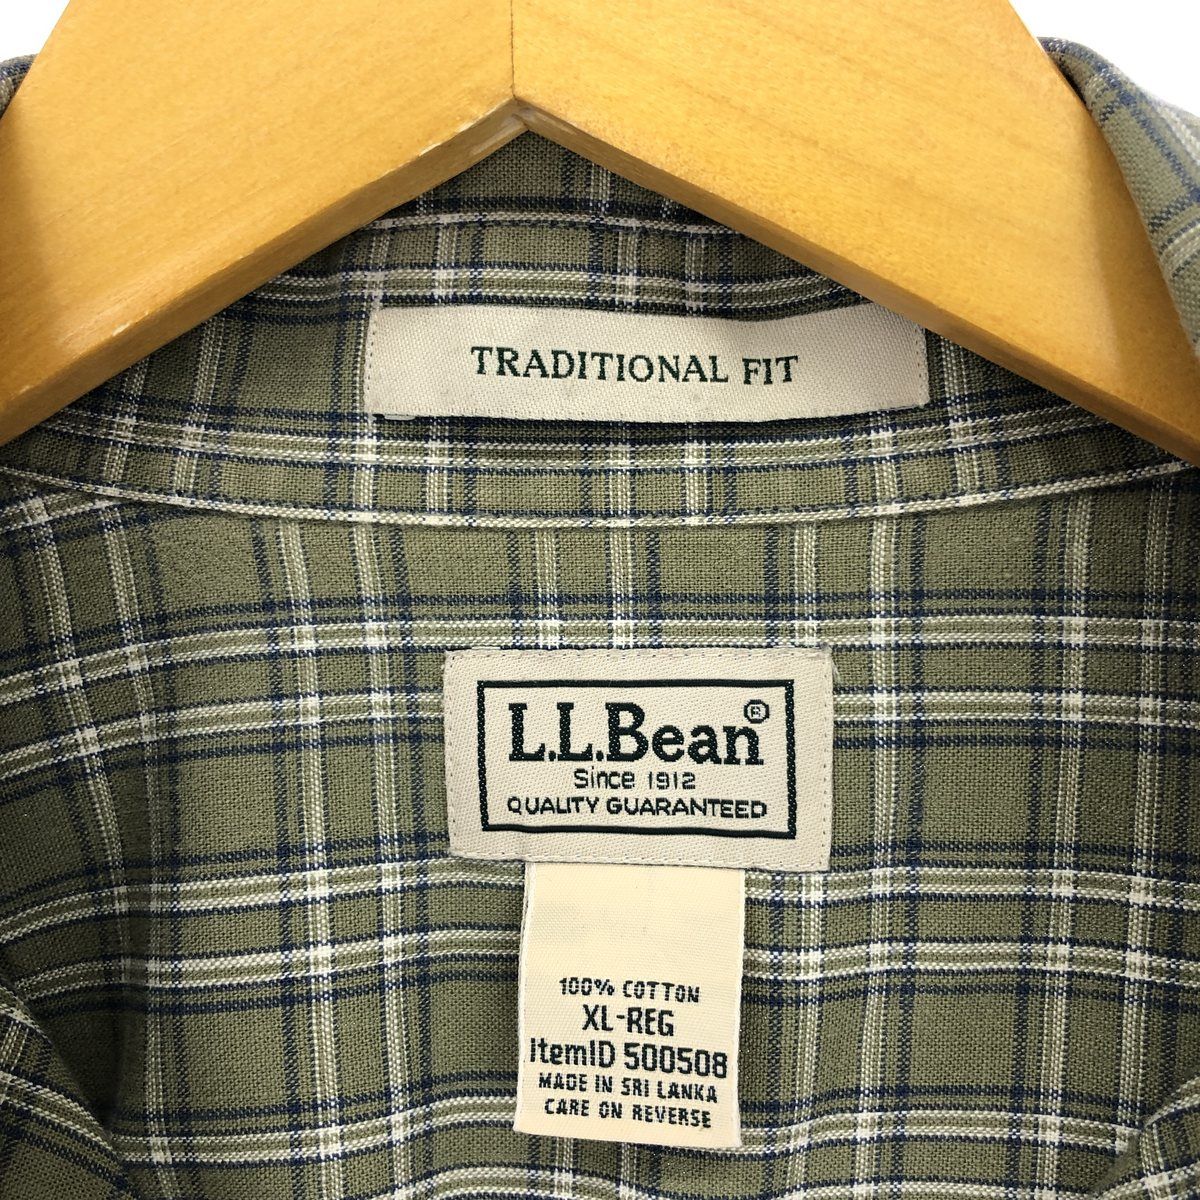 TRADITIONAL FIT
L.L.Bean®
Since 1912
QUALITY GUARANTEED
100% COTTON
XL-REG
ItemID 500508
MADE IN SRI LANKA
CARE ON REVERSE